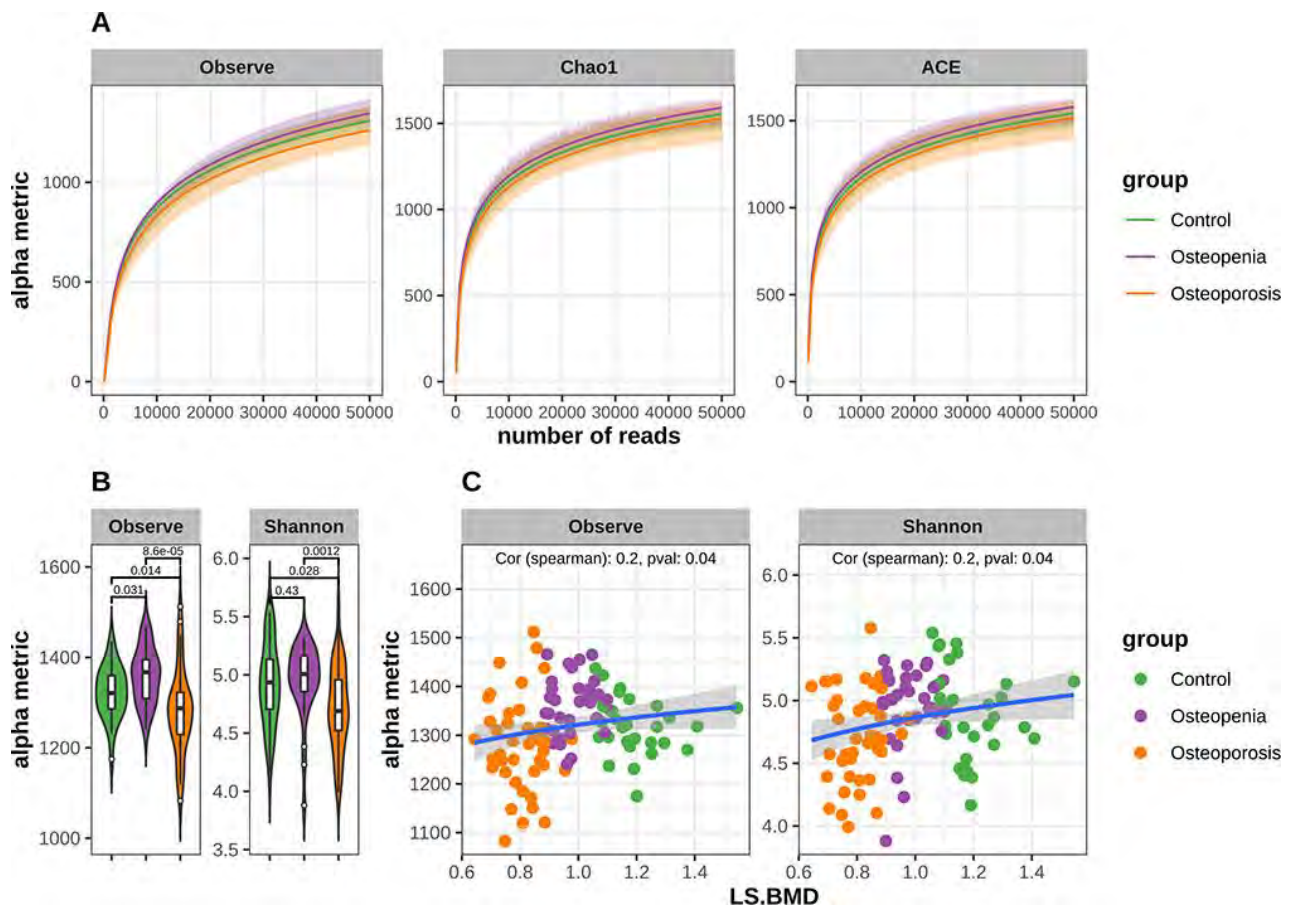 A
Observe
Chao1
ACE
alpha metric
1000
500
0
1500
1000
500
0
1500
1000
500
0
0 10000 20000 30000 40000 50000
0 10000 20000 30000 40000 50000
0 10000 20000 30000 40000 50000
number of reads
group
Control
Osteopenia
Osteoporosis
B
Observe
Shannon
alpha metric
1600
1400
1200
1000
8.6e-05
0.014
0.031
6.0
5.5
5.0
4.5
4.0
3.5
0.0012
0.028
0.43
C
Observe
Shannon
alpha metric
Cor (spearman): 0.2, pval: 0.04
1600
1500
1400
1300
1200
1100
0.6 0.8 1.0 1.2 1.4
Cor (spearman): 0.2, pval: 0.04
6.0
5.5
5.0
4.5
4.0
0.6 0.8 1.0 1.2 1.4
LS.BMD
group
Control
Osteopenia
Osteoporosis